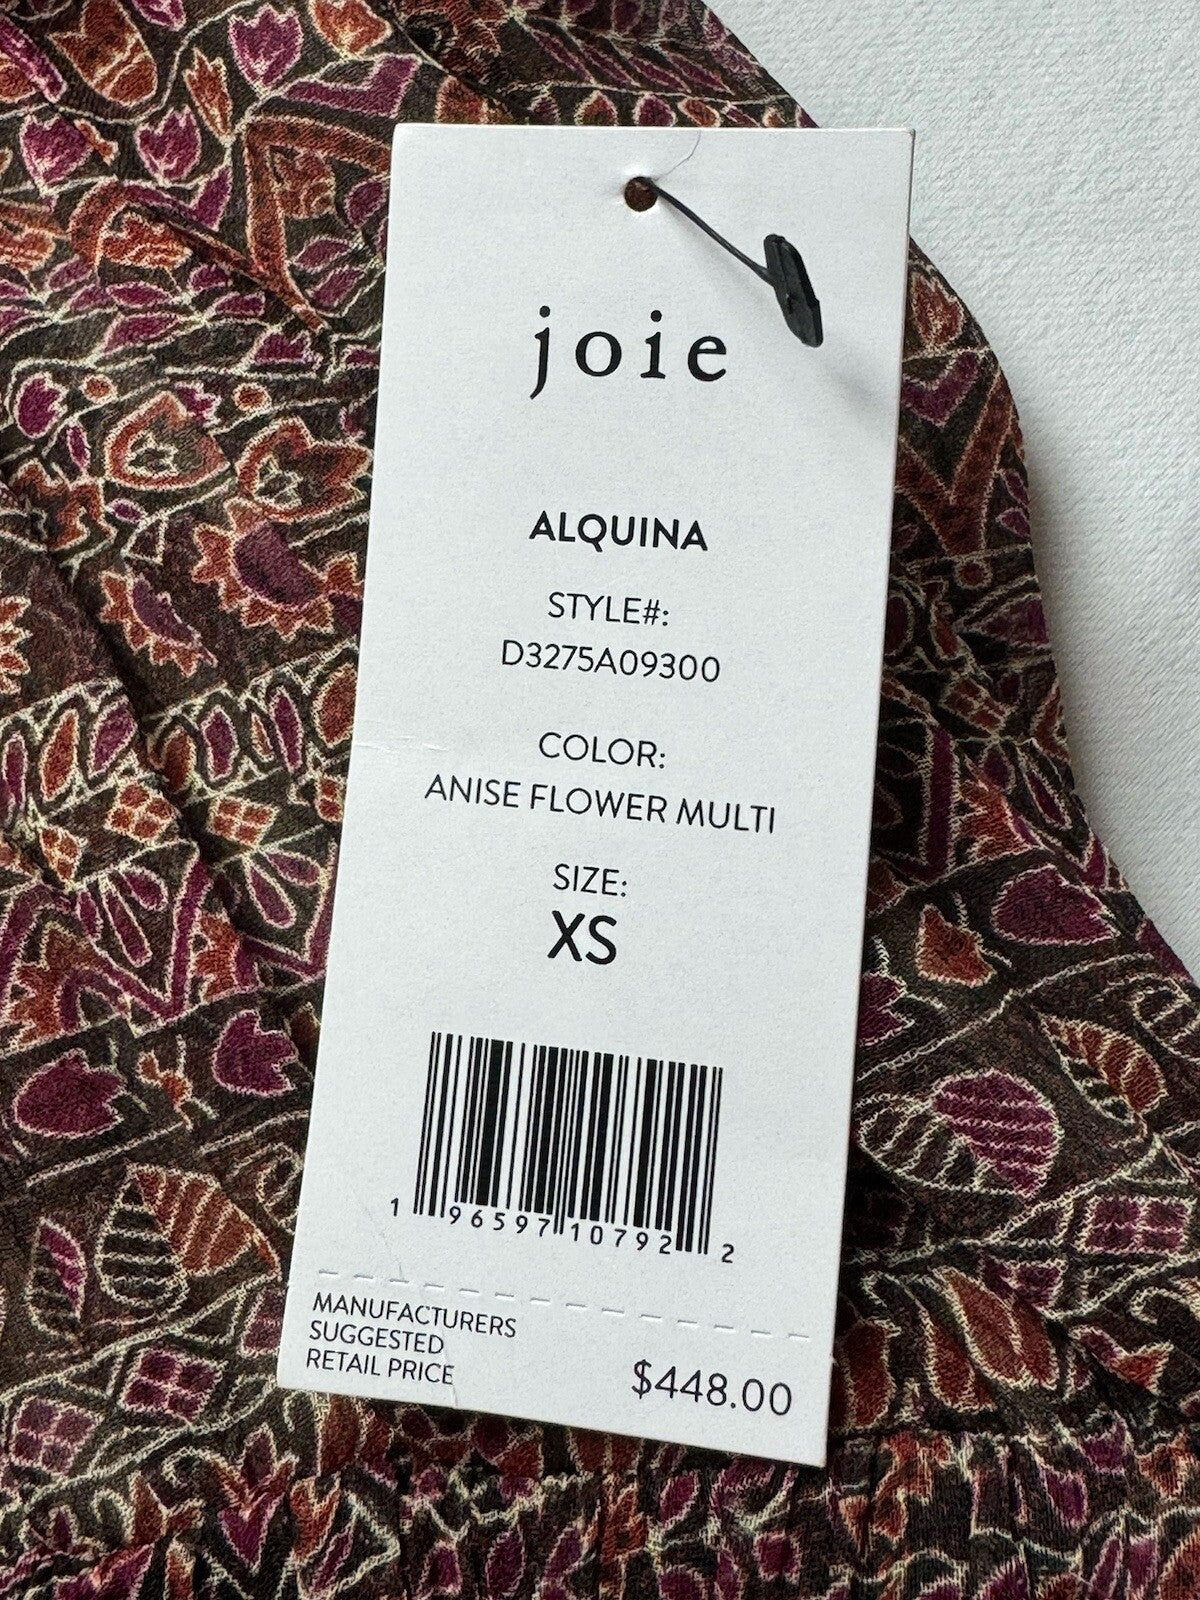 joie
ALQUINA
STYLE#:
D3275A09300
COLOR:
ANISE FLOWER MULTI
SIZE:
XS
1 96597 10792 2
MANUFACTURERS
SUGGESTED
RETAIL PRICE
$448.00